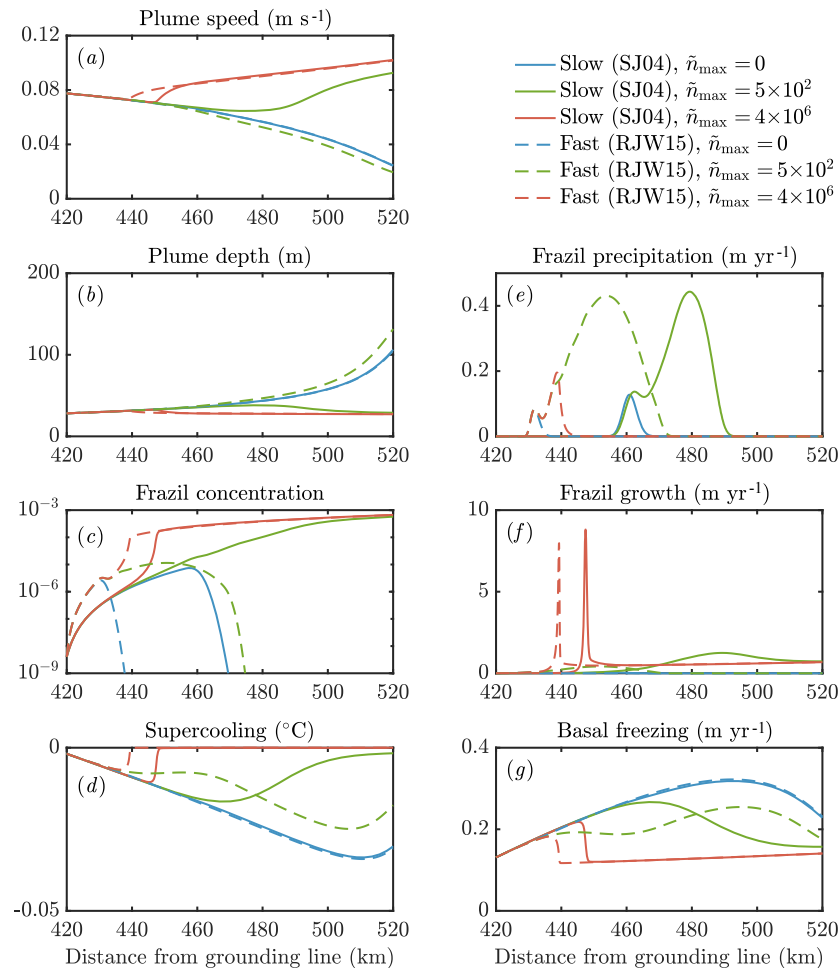 Plume speed (m s⁻¹)
0.12
0.08
0.04
0
(a)
420 440 460 480 500 520
Slow (SJ04), ñmax = 0
Slow (SJ04), ñmax = 5×10²
Slow (SJ04), ñmax = 4×10⁶
Fast (RJW15), ñmax = 0
Fast (RJW15), ñmax = 5×10²
Fast (RJW15), ñmax = 4×10⁶
Plume depth (m)
200
100
0
(b)
420 440 460 480 500 520
Frazil precipitation (m yr⁻¹)
0.4
0.2
0
(e)
420 440 460 480 500 520
Frazil concentration
10⁻³
10⁻⁶
10⁻⁹
(c)
420 440 460 480 500 520
Frazil growth (m yr⁻¹)
10
5
0
(f)
420 440 460 480 500 520
Supercooling (°C)
0
-0.05
(d)
420 440 460 480 500 520
Distance from grounding line (km)
Basal freezing (m yr⁻¹)
0.4
0.2
0
(g)
420 440 460 480 500 520
Distance from grounding line (km)